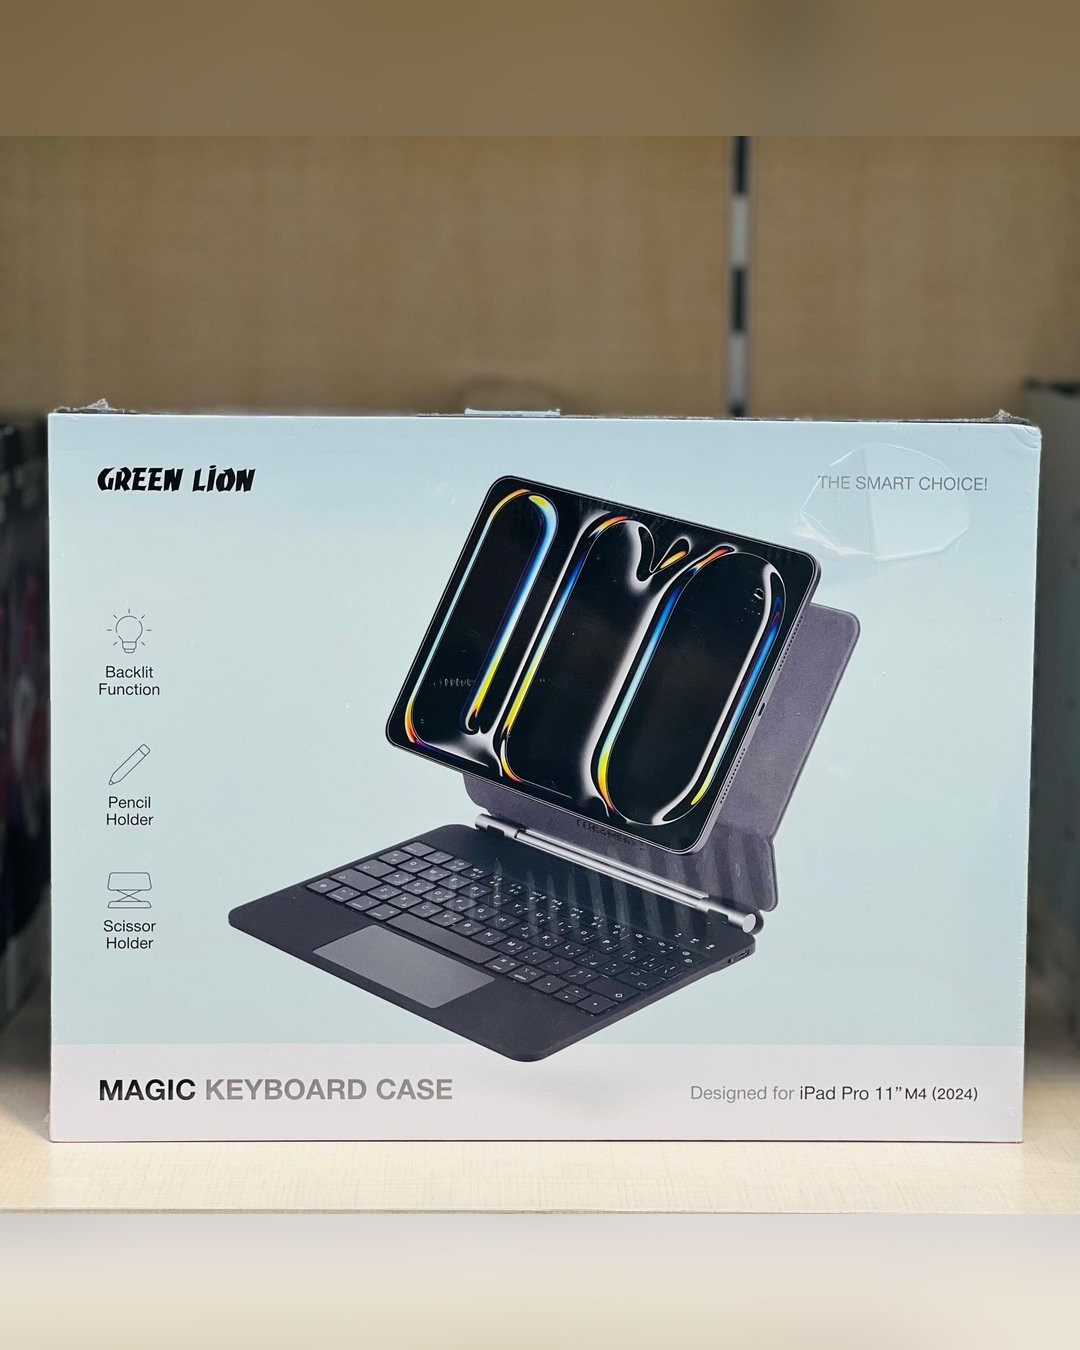 GREEN LION
THE SMART CHOICE!
Backlit
Function
Pencil
Holder
Scissor
Holder
MAGIC KEYBOARD CASE
Designed for iPad Pro 11” M4 (2024)